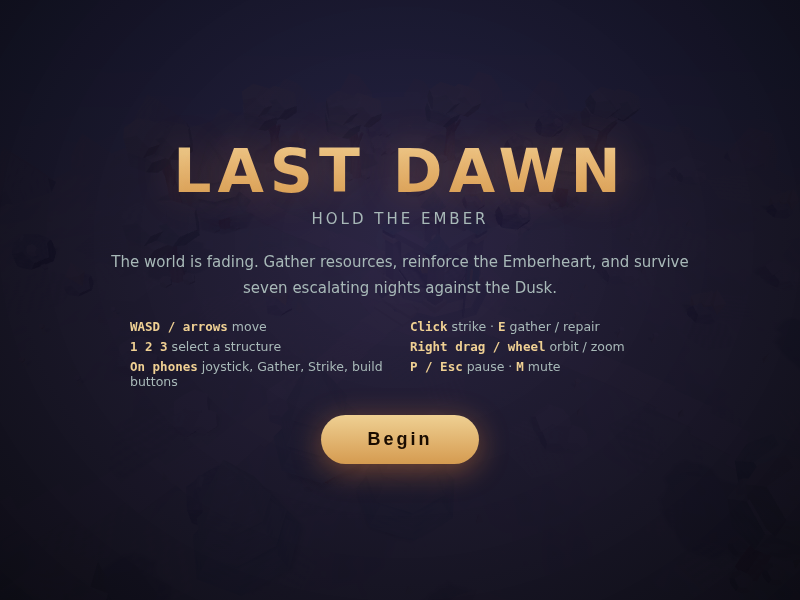 LAST DAWN
HOLD THE EMBER
The world is fading. Gather resources, reinforce the Emberheart, and survive
seven escalating nights against the Dusk.
WASD / arrows move
Click strike · E gather / repair
1 2 3 select a structure
Right drag / wheel orbit / zoom
On phones joystick, Gather, Strike, build
buttons
P / Esc pause · M mute
Begin